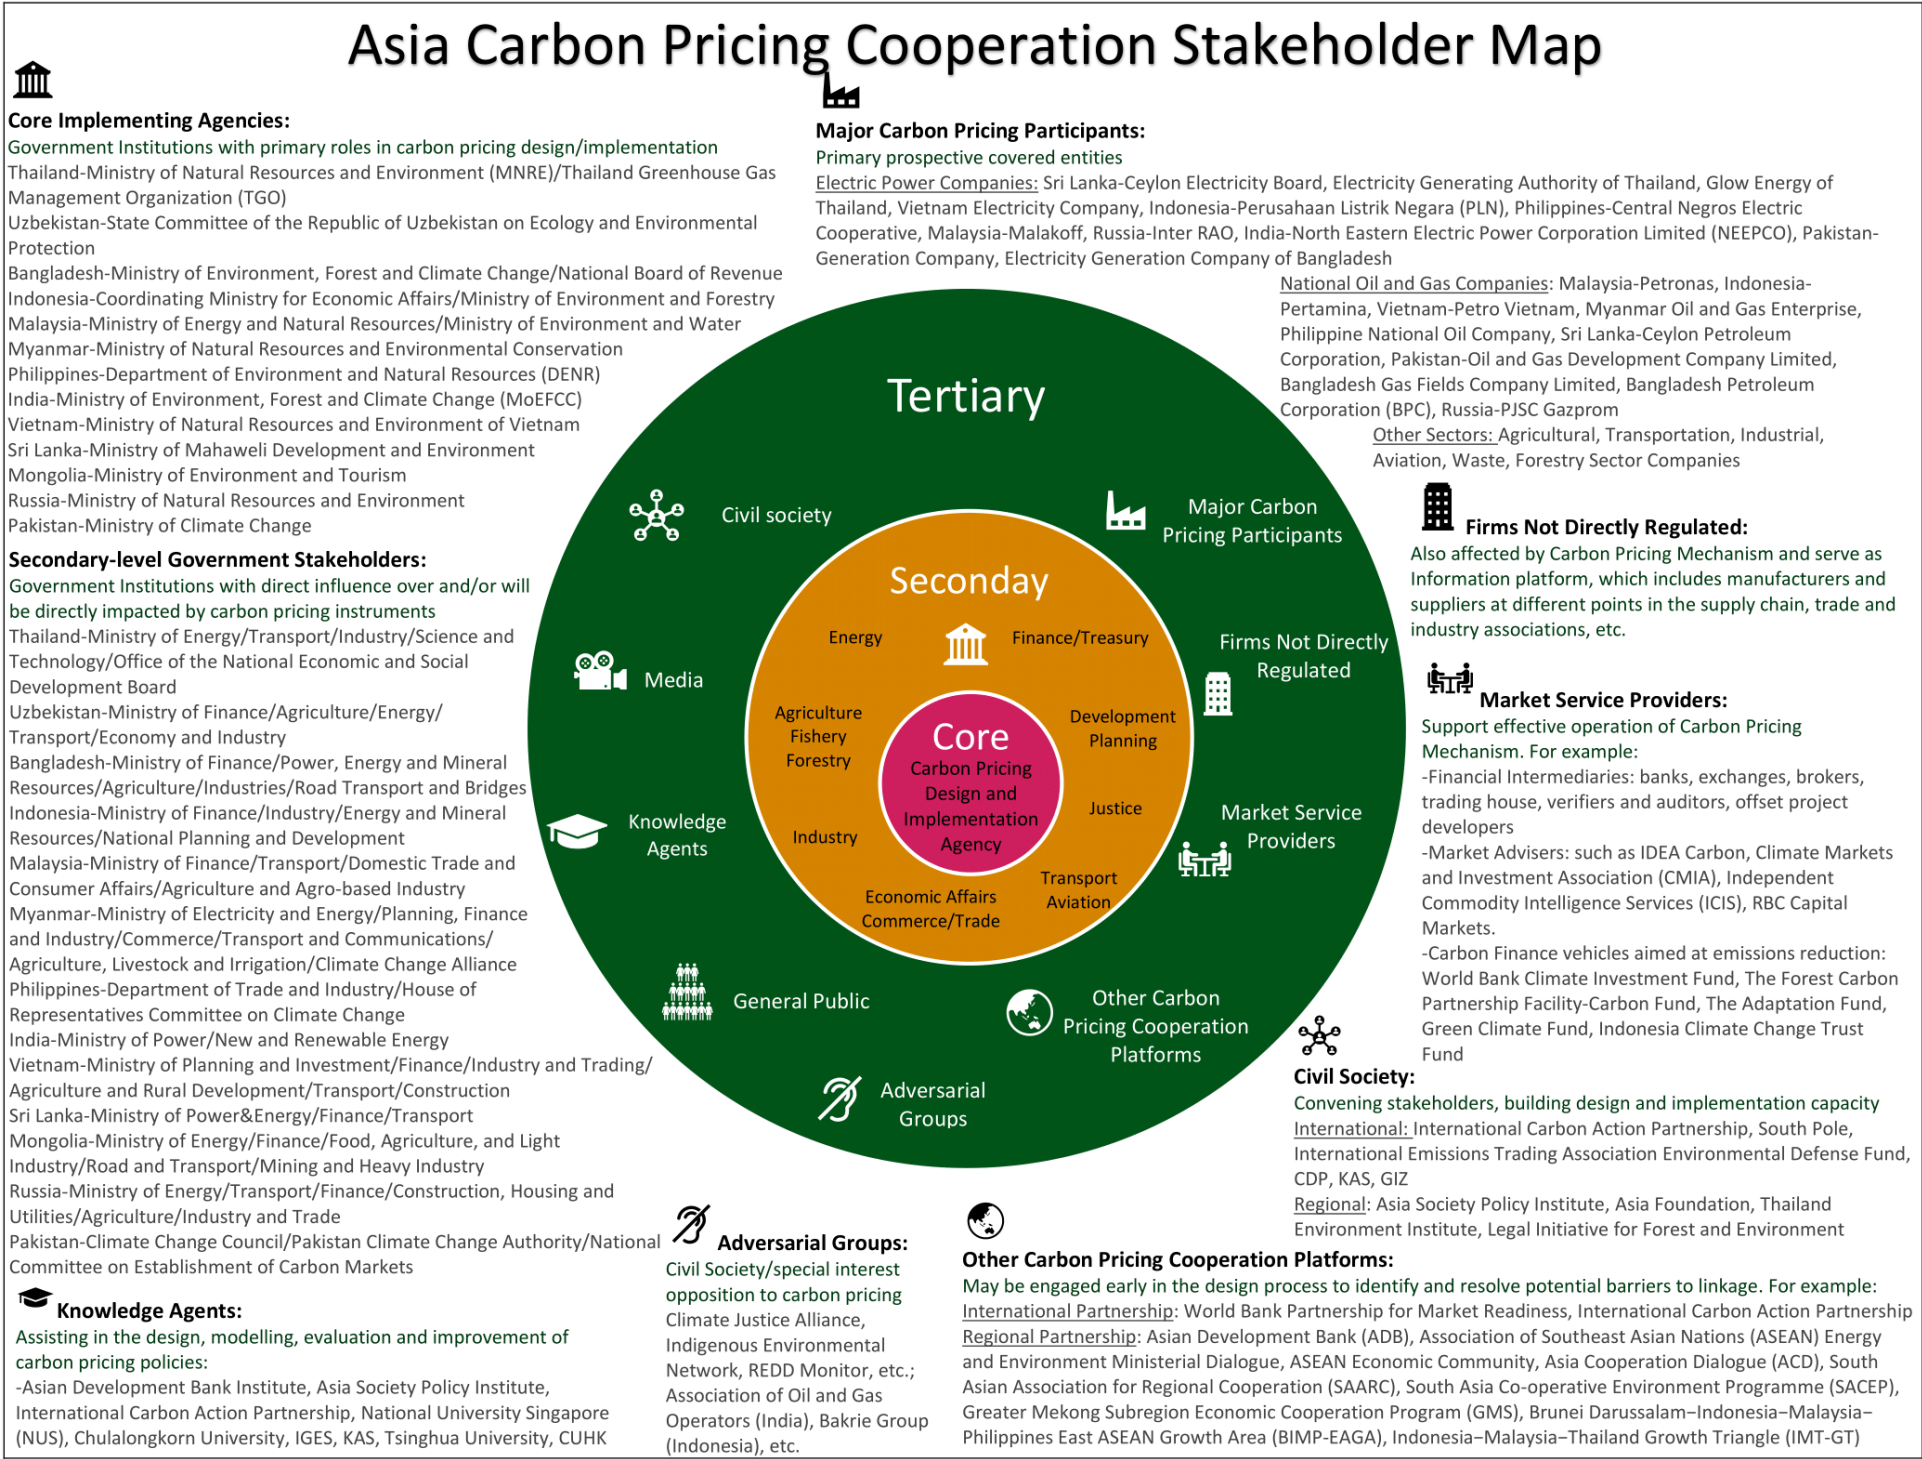 Asia Carbon Pricing Cooperation Stakeholder Map
Core Implementing Agencies:
Government Institutions with primary roles in carbon pricing design/implementation
Thailand-Ministry of Natural Resources and Environment (MNRE)/Thailand Greenhouse Gas
Management Organization (TGO)
Uzbekistan-State Committee of the Republic of Uzbekistan on Ecology and Environmental
Protection
Bangladesh-Ministry of Environment, Forest and Climate Change/National Board of Revenue
Indonesia-Coordinating Ministry for Economic Affairs/Ministry of Environment and Forestry
Malaysia-Ministry of Energy and Natural Resources/Ministry of Environment and Water
Myanmar-Ministry of Natural Resources and Environmental Conservation
Philippines-Department of Environment and Natural Resources (DENR)
India-Ministry of Environment, Forest and Climate Change (MoEFCC)
Vietnam-Ministry of Natural Resources and Environment of Vietnam
Sri Lanka-Ministry of Mahaweli Development and Environment
Mongolia-Ministry of Environment and Tourism
Russia-Ministry of Natural Resources and Environment
Pakistan-Ministry of Climate Change
Secondary-level Government Stakeholders:
Government Institutions with direct influence over and/or will
be directly impacted by carbon pricing instruments
Thailand-Ministry of Energy/Transport/Industry/Science and
Technology/Office of the National Economic and Social
Development Board
Uzbekistan-Ministry of Finance/Agriculture/Energy/
Transport/Economy and Industry
Bangladesh-Ministry of Finance/Power, Energy and Mineral
Resources/Agriculture/Industries/Road Transport and Bridges
Indonesia-Ministry of Finance/Industry/Energy and Mineral
Resources/National Planning and Development
Malaysia-Ministry of Finance/Transport/Domestic Trade and
Consumer Affairs/Agriculture and Agro-based Industry
Myanmar-Ministry of Electricity and Energy/Planning, Finance
and Industry/Commerce/Transport and Communications/
Agriculture, Livestock and Irrigation/Climate Change Alliance
Philippines-Department of Trade and Industry/House of
Representatives Committee on Climate Change
India-Ministry of Power/New and Renewable Energy
Vietnam-Ministry of Planning and Investment/Finance/Industry and Trading/
Agriculture and Rural Development/Transport/Construction
Sri Lanka-Ministry of Power&Energy/Finance/Transport
Mongolia-Ministry of Energy/Finance/Food, Agriculture, and Light
Industry/Road and Transport/Mining and Heavy Industry
Russia-Ministry of Energy/Transport/Finance/Construction, Housing and
Utilities/Agriculture/Industry and Trade
Pakistan-Climate Change Council/Pakistan Climate Change Authority/National
Committee on Establishment of Carbon Markets
Knowledge Agents:
Assisting in the design, modelling, evaluation and improvement of
carbon pricing policies:
-Asian Development Bank Institute, Asia Society Policy Institute,
International Carbon Action Partnership, National University Singapore
(NUS), Chulalongkorn University, IGES, KAS, Tsinghua University, CUHK
Major Carbon Pricing Participants:
Primary prospective covered entities
Electric Power Companies: Sri Lanka-Ceylon Electricity Board, Electricity Generating Authority of Thailand, Glow Energy of
Thailand, Vietnam Electricity Company, Indonesia-Perusahaan Listrik Negara (PLN), Philippines-Central Negros Electric
Cooperative, Malaysia-Malakoff, Russia-Inter RAO, India-North Eastern Electric Power Corporation Limited (NEEPCO), Pakistan-
Generation Company, Electricity Generation Company of Bangladesh
National Oil and Gas Companies: Malaysia-Petronas, Indonesia-
Pertamina, Vietnam-Petro Vietnam, Myanmar Oil and Gas Enterprise,
Philippine National Oil Company, Sri Lanka-Ceylon Petroleum
Corporation, Pakistan-Oil and Gas Development Company Limited,
Bangladesh Gas Fields Company Limited, Bangladesh Petroleum
Corporation (BPC), Russia-PJSC Gazprom
Other Sectors: Agricultural, Transportation, Industrial,
Aviation, Waste, Forestry Sector Companies
Tertiary
Civil society
Major Carbon
Pricing Participants
Media
Firms Not Directly
Regulated
Knowledge
Agents
Market Service
Providers
General Public
Other Carbon
Pricing Cooperation
Platforms
Adversarial
Groups
Seconday
Energy
Finance/Treasury
Agriculture
Fishery
Forestry
Development
Planning
Industry
Justice
Economic Affairs
Commerce/Trade
Transport
Aviation
Core
Carbon Pricing
Design and
Implementation
Agency
Firms Not Directly Regulated:
Also affected by Carbon Pricing Mechanism and serve as
Information platform, which includes manufacturers and
suppliers at different points in the supply chain, trade and
industry associations, etc.
Market Service Providers:
Support effective operation of Carbon Pricing
Mechanism. For example:
-Financial Intermediaries: banks, exchanges, brokers,
trading house, verifiers and auditors, offset project
developers
-Market Advisers: such as IDEA Carbon, Climate Markets
and Investment Association (CMIA), Independent
Commodity Intelligence Services (ICIS), RBC Capital
Markets.
-Carbon Finance vehicles aimed at emissions reduction:
World Bank Climate Investment Fund, The Forest Carbon
Partnership Facility-Carbon Fund, The Adaptation Fund,
Green Climate Fund, Indonesia Climate Change Trust
Fund
Civil Society:
Convening stakeholders, building design and implementation capacity
International: International Carbon Action Partnership, South Pole,
International Emissions Trading Association Environmental Defense Fund,
CDP, KAS, GIZ
Regional: Asia Society Policy Institute, Asia Foundation, Thailand
Environment Institute, Legal Initiative for Forest and Environment
Adversarial Groups:
Civil Society/special interest
opposition to carbon pricing
Climate Justice Alliance,
Indigenous Environmental
Network, REDD Monitor, etc.;
Association of Oil and Gas
Operators (India), Bakrie Group
(Indonesia), etc.
Other Carbon Pricing Cooperation Platforms:
May be engaged early in the design process to identify and resolve potential barriers to linkage. For example:
International Partnership: World Bank Partnership for Market Readiness, International Carbon Action Partnership
Regional Partnership: Asian Development Bank (ADB), Association of Southeast Asian Nations (ASEAN) Energy
and Environment Ministerial Dialogue, ASEAN Economic Community, Asia Cooperation Dialogue (ACD), South
Asian Association for Regional Cooperation (SAARC), South Asia Co-operative Environment Programme (SACEP),
Greater Mekong Subregion Economic Cooperation Program (GMS), Brunei Darussalam–Indonesia–Malaysia–
Philippines East ASEAN Growth Area (BIMP-EAGA), Indonesia–Malaysia–Thailand Growth Triangle (IMT-GT)